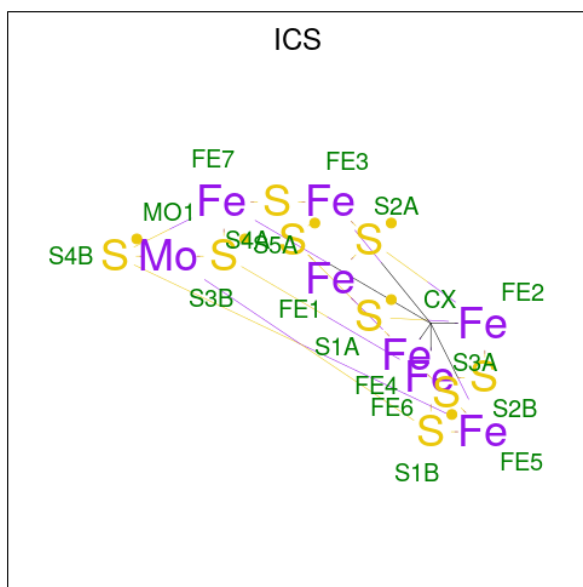 ICS
FE7
FE3
Fe
S
Fe
S2A
MO1
S4A
S5A
S
S
S4B
S
Mo
S
Fe
S3B
FE1
S
CX
FE2
Fe
S1A
Fe
S3A
FE4
Fe
S
S
FE6
S2B
S
Fe
S1B
FE5